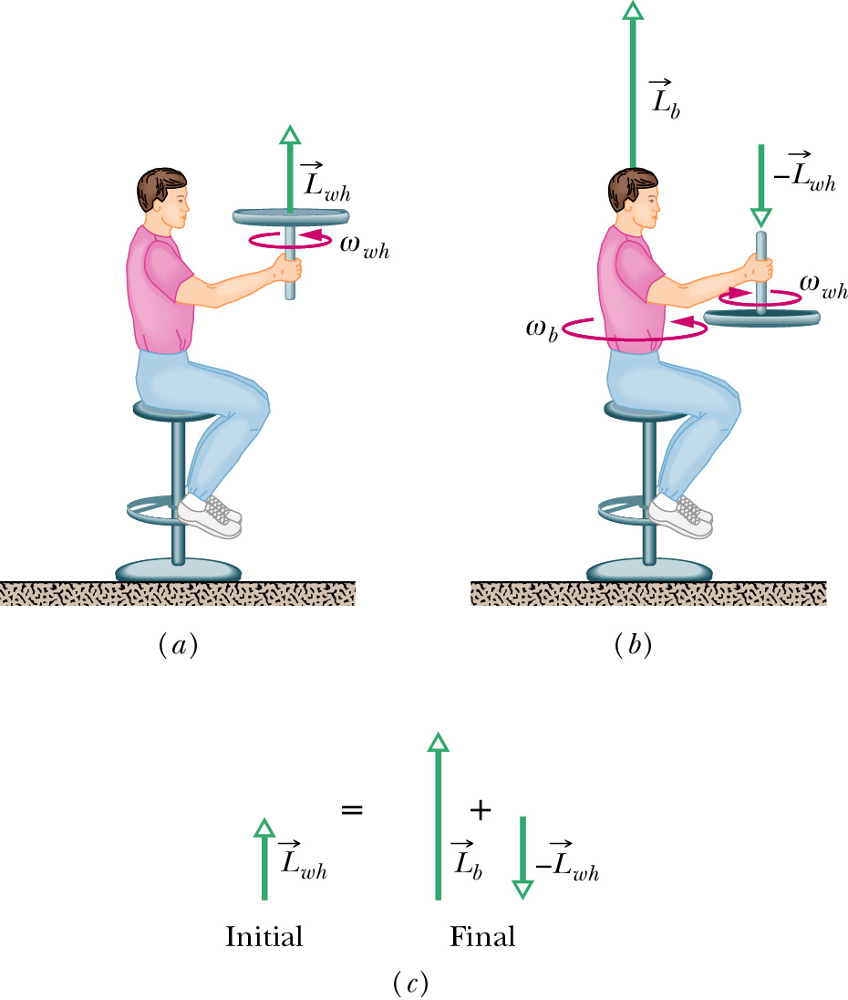 L⃗wh
ωwh
L⃗b
–L⃗wh
ωwh
ωb
(a)
(b)
L⃗wh = L⃗b + –L⃗wh
Initial Final
(c)